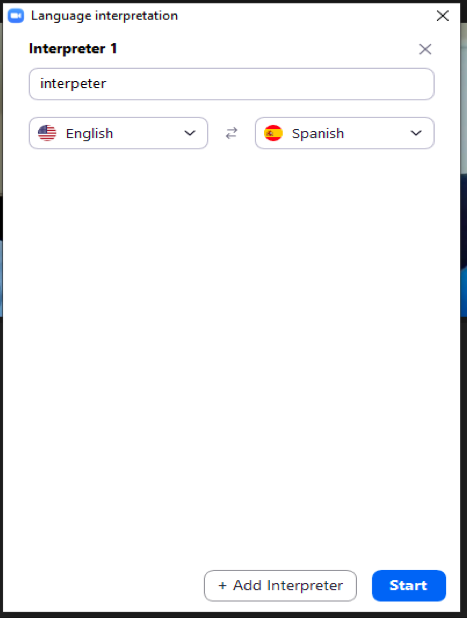 Language interpretation
Interpreter 1
interpeter
English
Spanish
+ Add Interpreter
Start